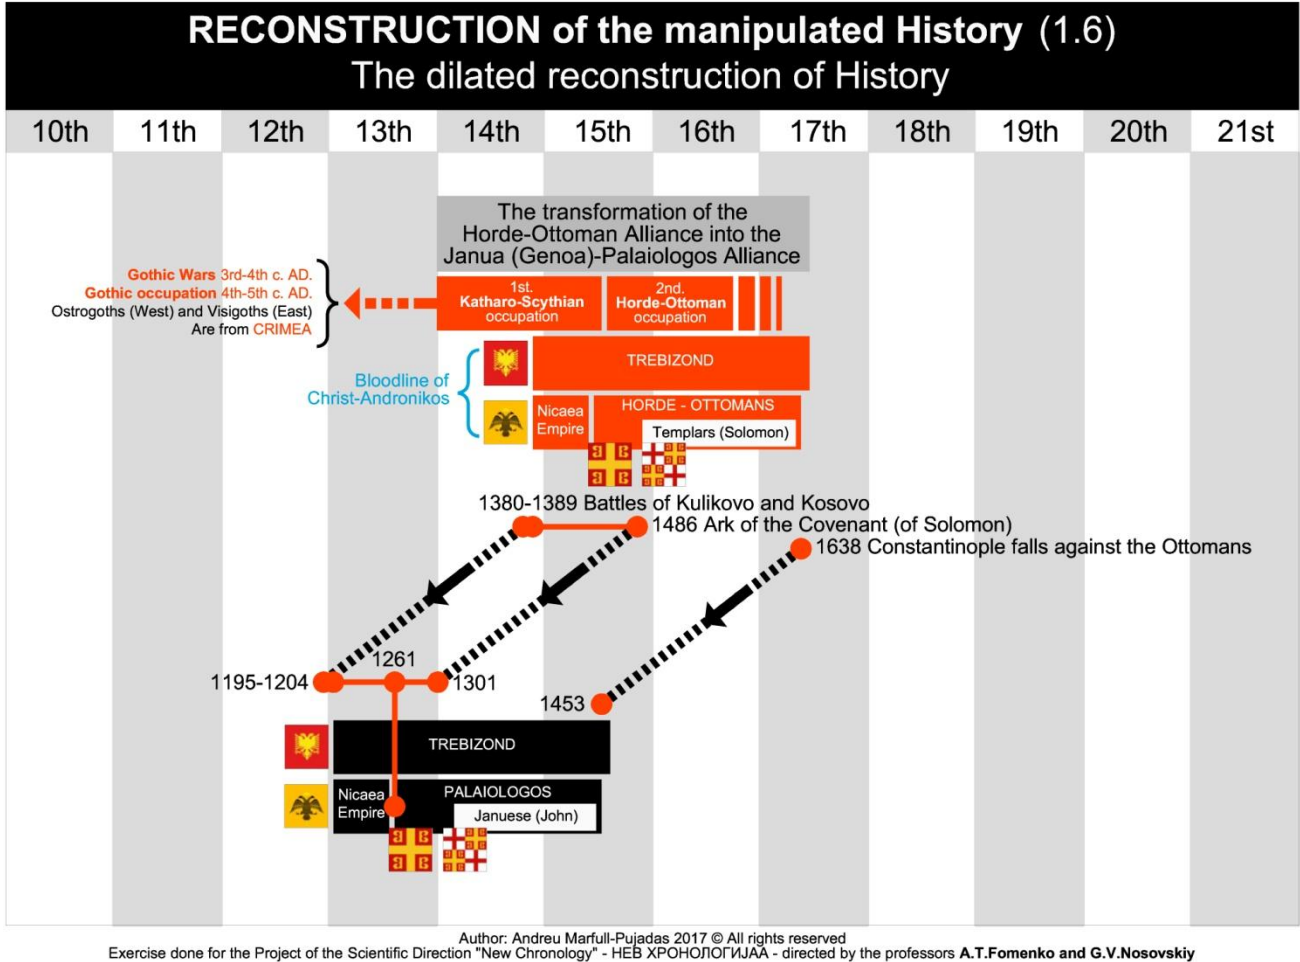 RECONSTRUCTION of the manipulated History (1.6)
The dilated reconstruction of History
10th 11th 12th 13th 14th 15th 16th 17th 18th 19th 20th 21st
The transformation of the
Horde-Ottoman Alliance into the
Janua (Genoa)-Palaiologos Alliance
Gothic Wars 3rd-4th c. AD.
Gothic occupation 4th-5th c. AD.
Ostrogoths (West) and Visigoths (East)
Are from CRIMEA
1st.
Katharo-Scythian
occupation
2nd.
Horde-Ottoman
occupation
Bloodline of
Christ-Andronikos
TREBIZOND
Nicaea
Empire
HORDE - OTTOMANS
Templars (Solomon)
1380-1389 Battles of Kulikovo and Kosovo
1486 Ark of the Covenant (of Solomon)
1638 Constantinople falls against the Ottomans
1261
1195-1204
1301
1453
TREBIZOND
Nicaea
Empire
PALAIOLOGOS
Januese (John)
Author: Andreu Marfull-Pujadas 2017 © All rights reserved
Exercise done for the Project of the Scientific Direction "New Chronology" - НЕВ ХРОНОЛОГИЈАА - directed by the professors A.T.Fomenko and G.V.Nosovskiy